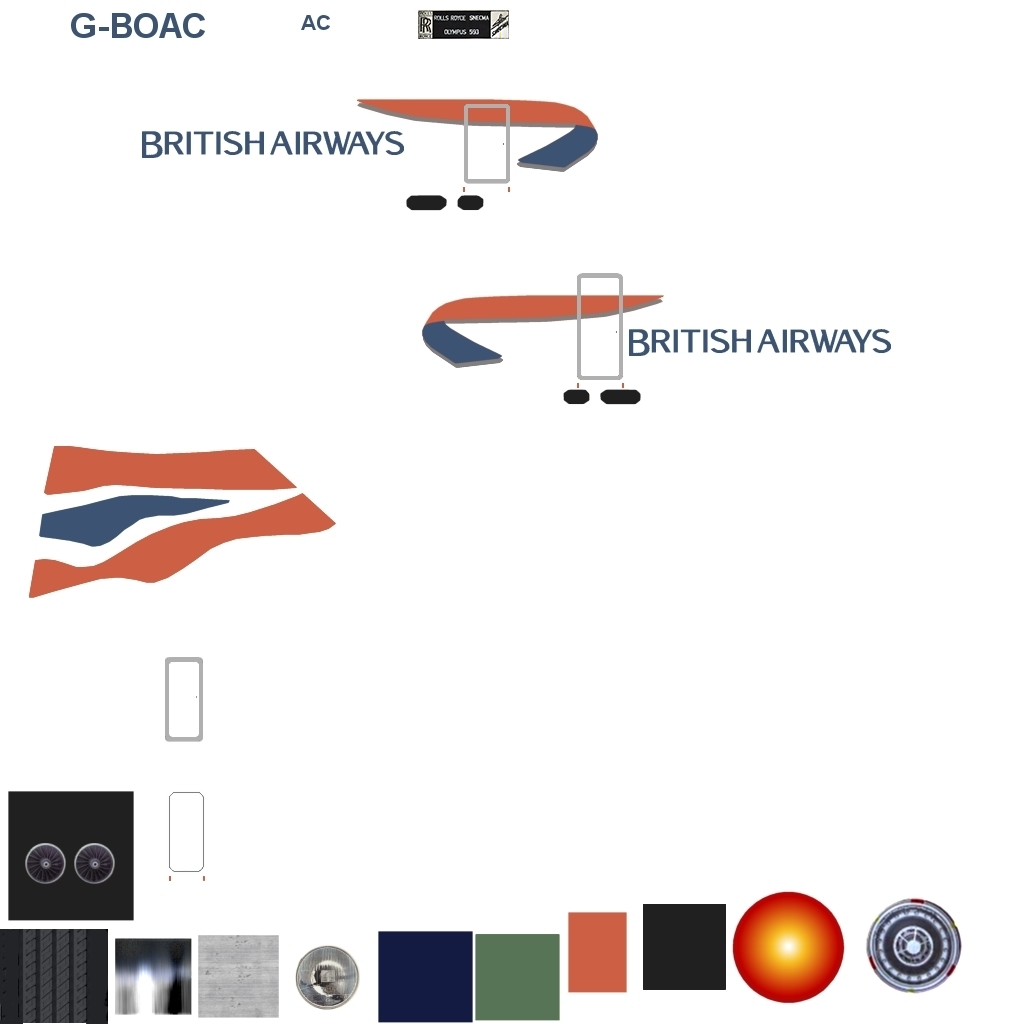 G-BOAC
AC
ROLLS ROYCE SNECMA
OLYMPUS 593
BRITISH AIRWAYS
BRITISH AIRWAYS